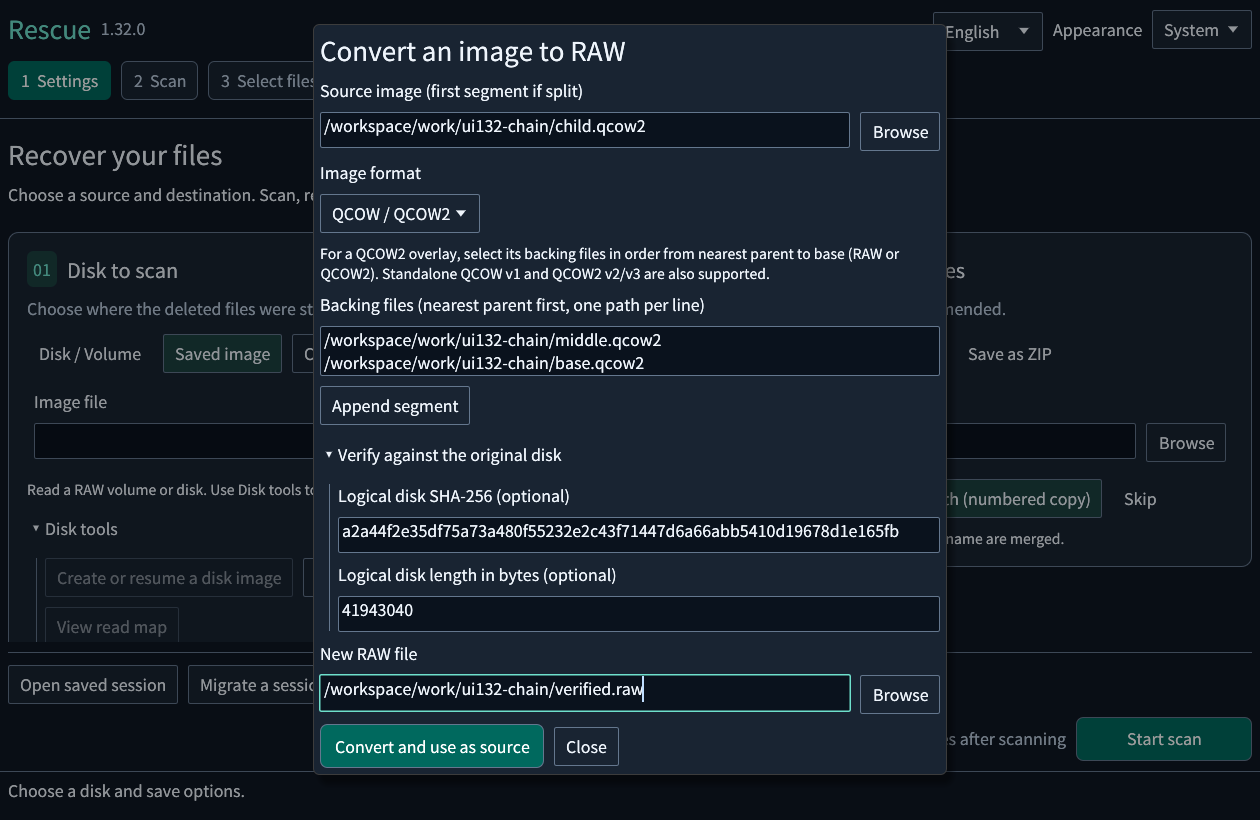 Rescue 1.32.0
English
Appearance
System
1 Settings
2 Scan
3 Select files
Recover your files
Choose a source and destination. Scan,
01 Disk to scan
Choose where the deleted files were
Disk / Volume
Saved image
Image file
Read a RAW volume or disk. Use Disk tools
Disk tools
Create or resume a disk image
View read map
Open saved session
Migrate a
Choose a disk and save options.
Convert an image to RAW
Source image (first segment if split)
/workspace/work/ui132-chain/child.qcow2
Browse
Image format
QCOW / QCOW2
For a QCOW2 overlay, select its backing files in order from nearest parent to base (RAW or
QCOW2). Standalone QCOW v1 and QCOW2 v2/v3 are also supported.
Backing files (nearest parent first, one path per line)
/workspace/work/ui132-chain/middle.qcow2
/workspace/work/ui132-chain/base.qcow2
Append segment
Verify against the original disk
Logical disk SHA-256 (optional)
a2a44f2e35df75a73a480f55232e2c43f71447d6a66abb5410d19678d1e165fb
Logical disk length in bytes (optional)
41943040
New RAW file
/workspace/work/ui132-chain/verified.raw
Browse
Convert and use as source
Close
Save as ZIP
Browse
(numbered copy)
Skip
name are merged.
after scanning
Start scan